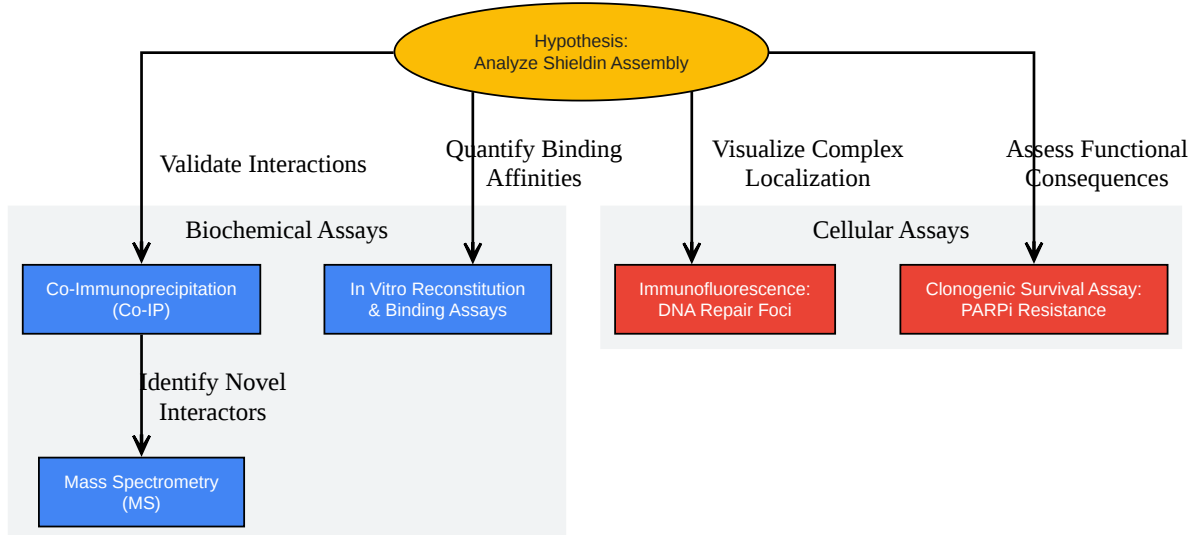 Hypothesis:
Analyze Shieldin Assembly
Validate Interactions
Quantify Binding
Affinities
Visualize Complex
Localization
Assess Functional
Consequences
Biochemical Assays
Cellular Assays
Co-Immunoprecipitation
(Co-IP)
In Vitro Reconstitution
& Binding Assays
Immunofluorescence:
DNA Repair Foci
Clonogenic Survival Assay:
PARPi Resistance
Identify Novel
Interactors
Mass Spectrometry
(MS)